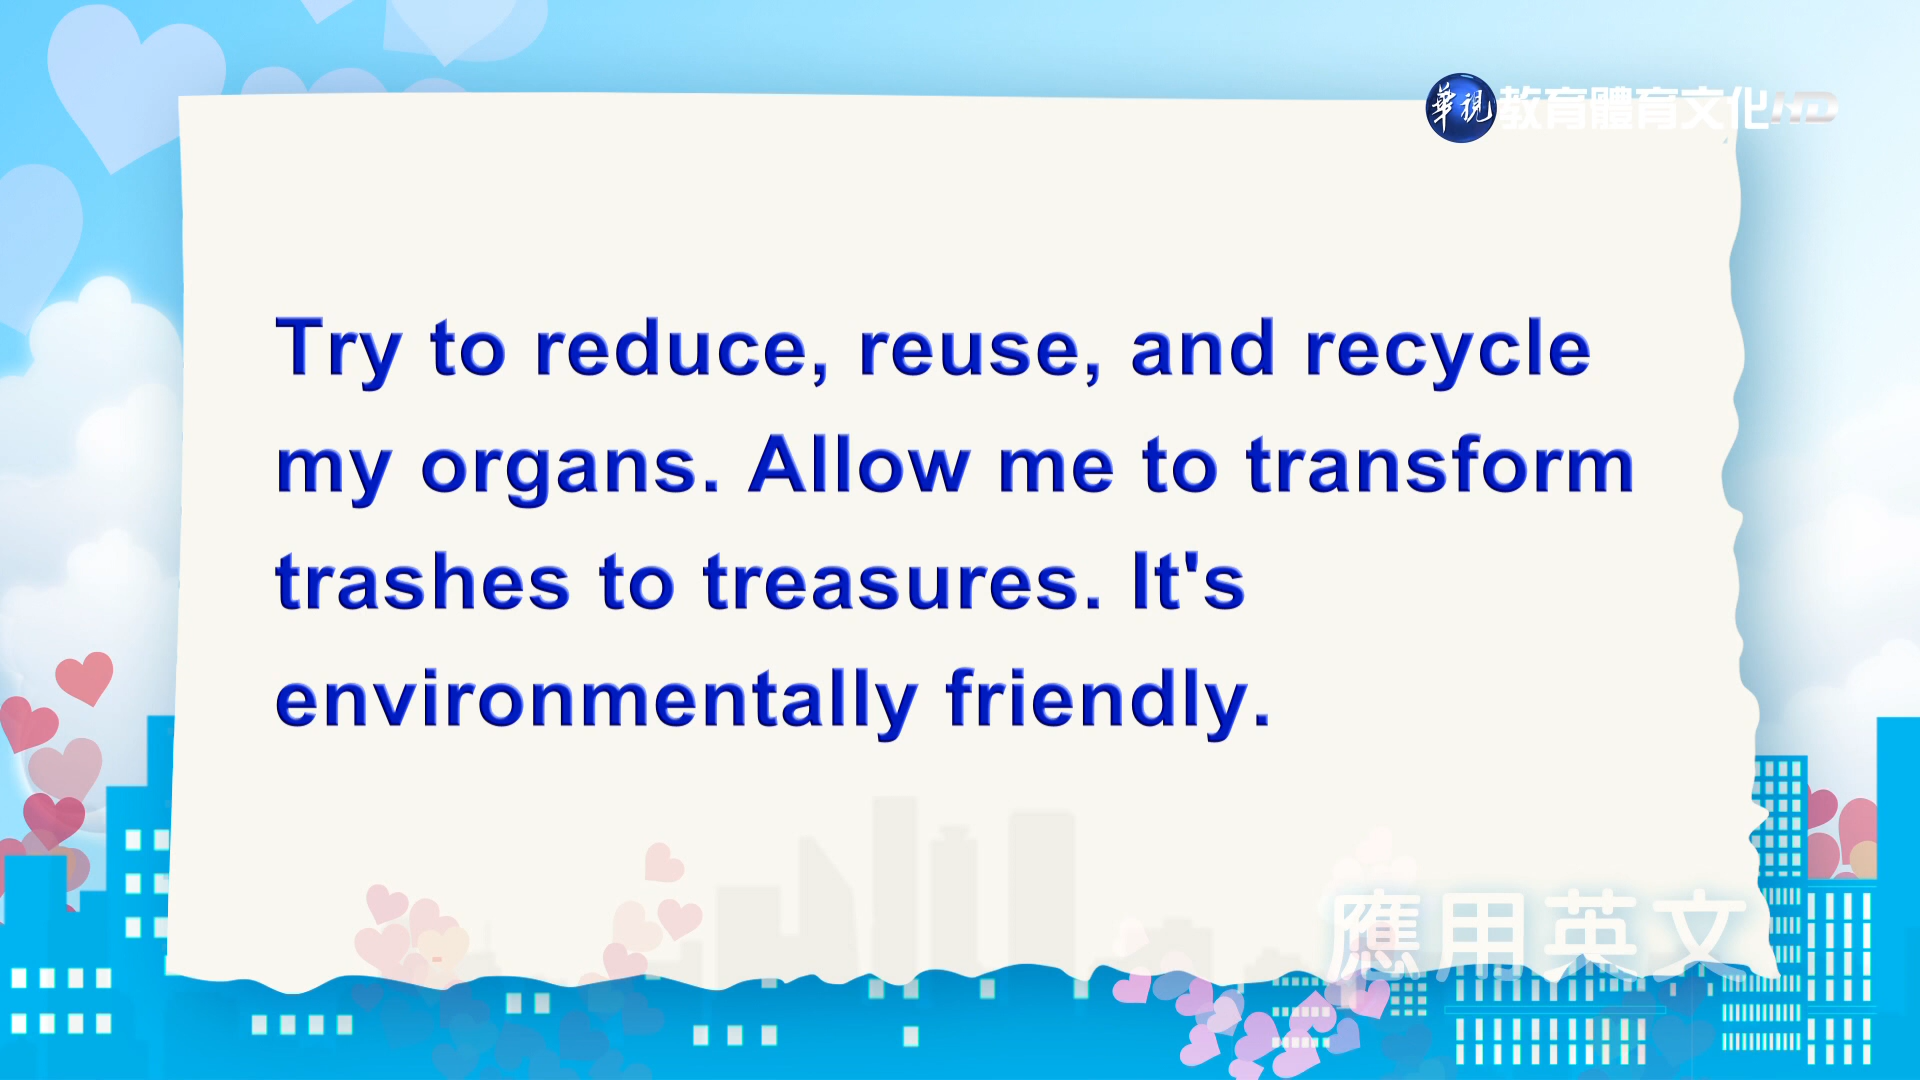 華視 教育體育文化HD
Try to reduce, reuse, and recycle
my organs. Allow me to transform
trashes to treasures. It's
environmentally friendly.
應用英文